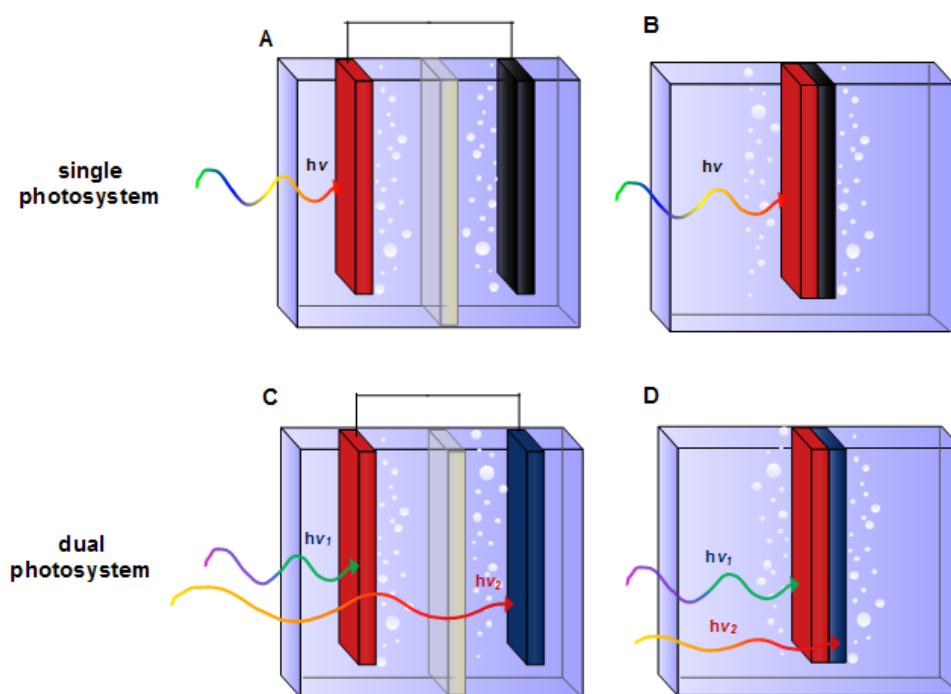 A
B
hν
hν
single
photosystem
C
D
hν1
hν2
hν1
hν2
dual
photosystem